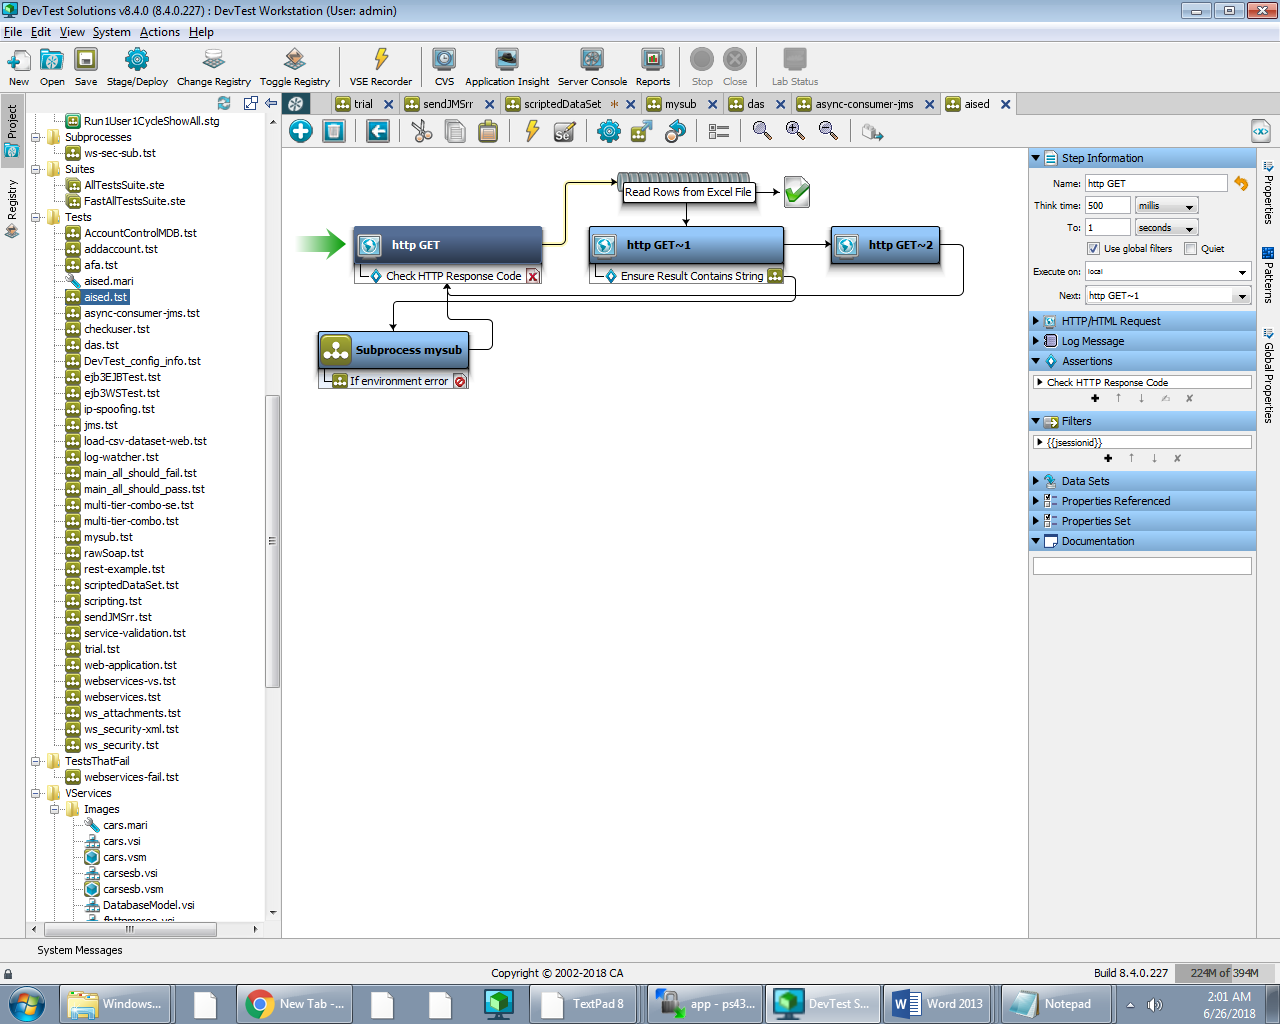 DevTest Solutions v8.4.0 (8.4.0.227) : DevTest Workstation (User: admin)
File Edit View System Actions Help
New Open Save Stage/Deploy Change Registry Toggle Registry VSE Recorder CVS Application Insight Server Console Reports Stop Close Lab Status
Project
Registry
trial sendJMSrr scriptedDataSet mysub das async-consumer-jms aised
Run1User1CycleShowAll.stg
Subprocesses
ws-sec-sub.tst
Suites
AllTestsSuite.ste
FastAllTestsSuite.ste
Tests
AccountControlMDB.tst
addaccount.tst
afa.tst
aised.mari
aised.tst
async-consumer-jms.tst
checkuser.tst
das.tst
DevTest_config_info.tst
ejb3EJBTest.tst
ejb3WSTest.tst
ip-spoofing.tst
jms.tst
load-csv-dataset-web.tst
log-watcher.tst
main_all_should_fail.tst
main_all_should_pass.tst
multi-tier-combo-se.tst
multi-tier-combo.tst
mysub.tst
rawSoap.tst
rest-example.tst
scriptedDataSet.tst
scripting.tst
sendJMSrr.tst
service-validation.tst
trial.tst
web-application.tst
webservices-vs.tst
webservices.tst
ws_attachments.tst
ws_security-xml.tst
ws_security.tst
TestsThatFail
webservices-fail.tst
VServices
Images
cars.mari
cars.vsi
cars.vsm
carsesb.vsi
carsesb.vsm
DatabaseModel.vsi
Read Rows from Excel File
http GET
Check HTTP Response Code
http GET~1
Ensure Result Contains String
http GET~2
Subprocess mysub
If environment error
Step Information
Name: http GET
Think time: 500 millis
To: 1 seconds
Use global filters Quiet
Execute on: local
Next: http GET~1
HTTP/HTML Request
Log Message
Assertions
Check HTTP Response Code
Filters
{{jsessionid}}
Data Sets
Properties Referenced
Properties Set
Documentation
Properties
Patterns
Global Properties
System Messages
Copyright © 2002-2018 CA
Build 8.4.0.227 224M of 394M
Windows... New Tab -... TextPad 8 app - ps43... DevTest S... Word 2013 Notepad
2:01 AM
6/26/2018